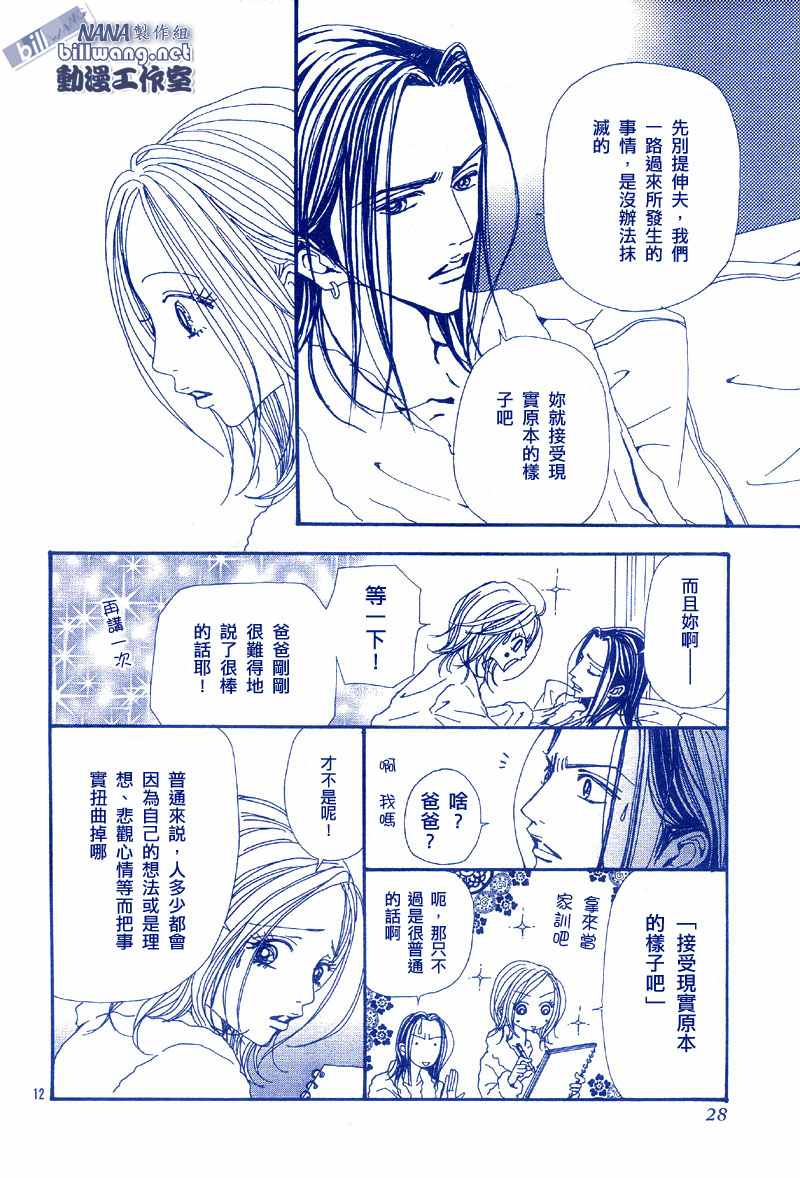 bill wang
NANA製作組
billwang.net
動漫工作室
先別提伸夫，我們
一路過來所發生的
事情，是沒辦法抹
滅的
妳就接受現
實原本的樣
子吧
而且妳啊——
等一下！
爸爸剛剛
很難得地
說了很棒
的話耶！
再講一次
啥？
爸爸？
啊
我嗎
「接受現實原本
的樣子吧」
拿來當
家訓吧
呃，那只不
過是很普通
的話啊
才不是呢！
普通來說，人多少都會
因為自己的想法或是理
想、悲觀心情等而把事
實扭曲掉哪
12
28